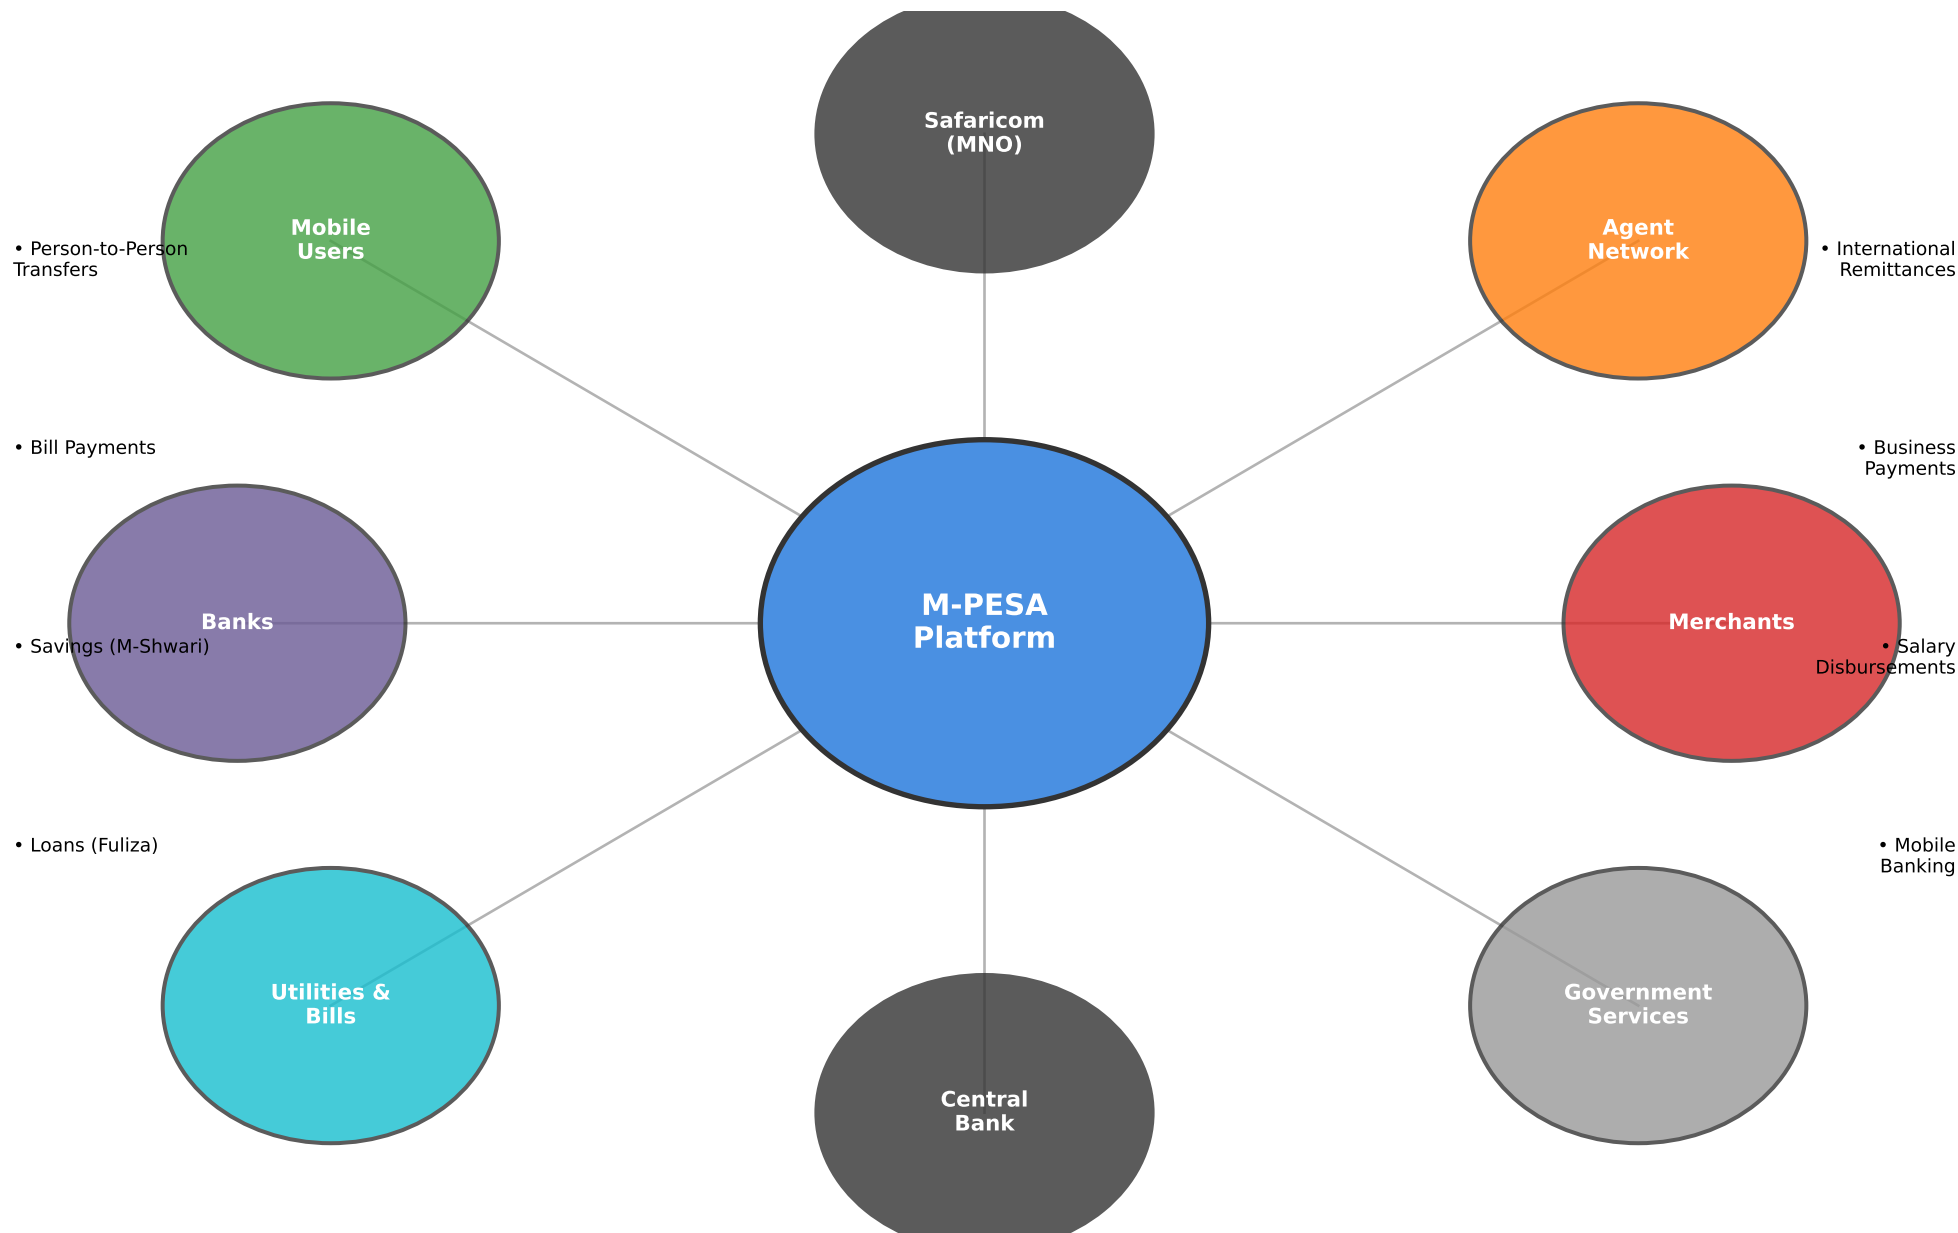 Safaricom
(MNO)
Mobile
Users
Agent
Network
• Person-to-Person
Transfers
• International
Remittances
• Bill Payments
• Business
Payments
M-PESA
Platform
Banks
Merchants
• Savings (M-Shwari)
• Salary
Disbursements
• Loans (Fuliza)
• Mobile
Banking
Utilities &
Bills
Government
Services
Central
Bank